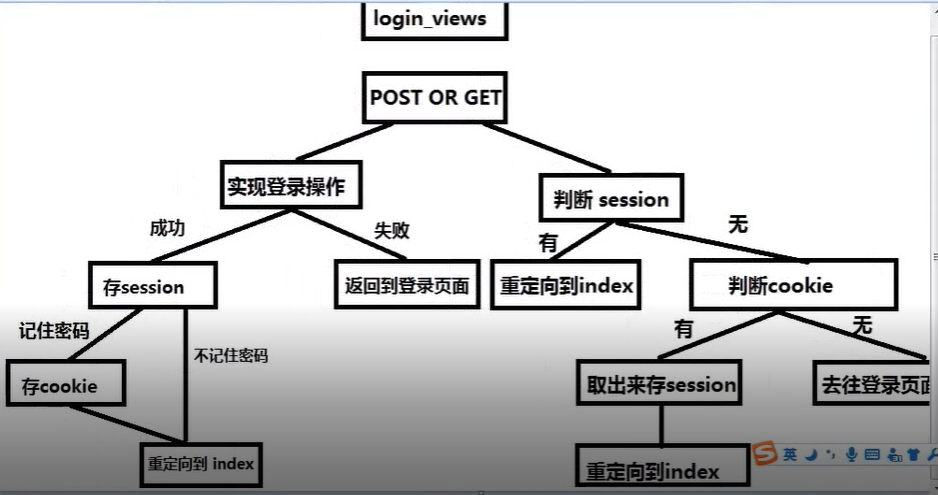 login_views
POST OR GET
实现登录操作
判断 session
成功
失败
有
无
存session
返回到登录页面
重定向到index
判断cookie
记住密码
不记住密码
有
无
存cookie
取出来存session
去往登录页面
重定向到 index
重定向到index
英